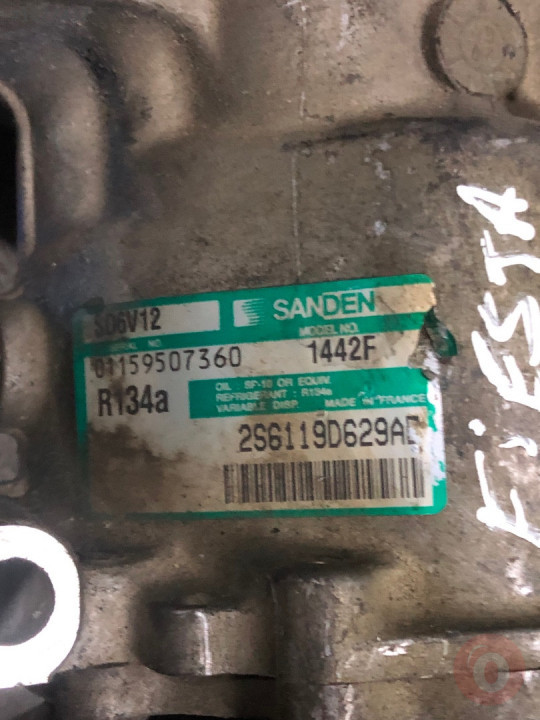 SD6V12
SANDEN
SERIAL NO.
MODEL NO.
01159507360
1442F
R134a
OIL SP-10 OR EQUIV.
REFRIGERANT : R134a
VARIABLE DISP. MADE IN FRANCE
2S6119D629AE
FiESTA